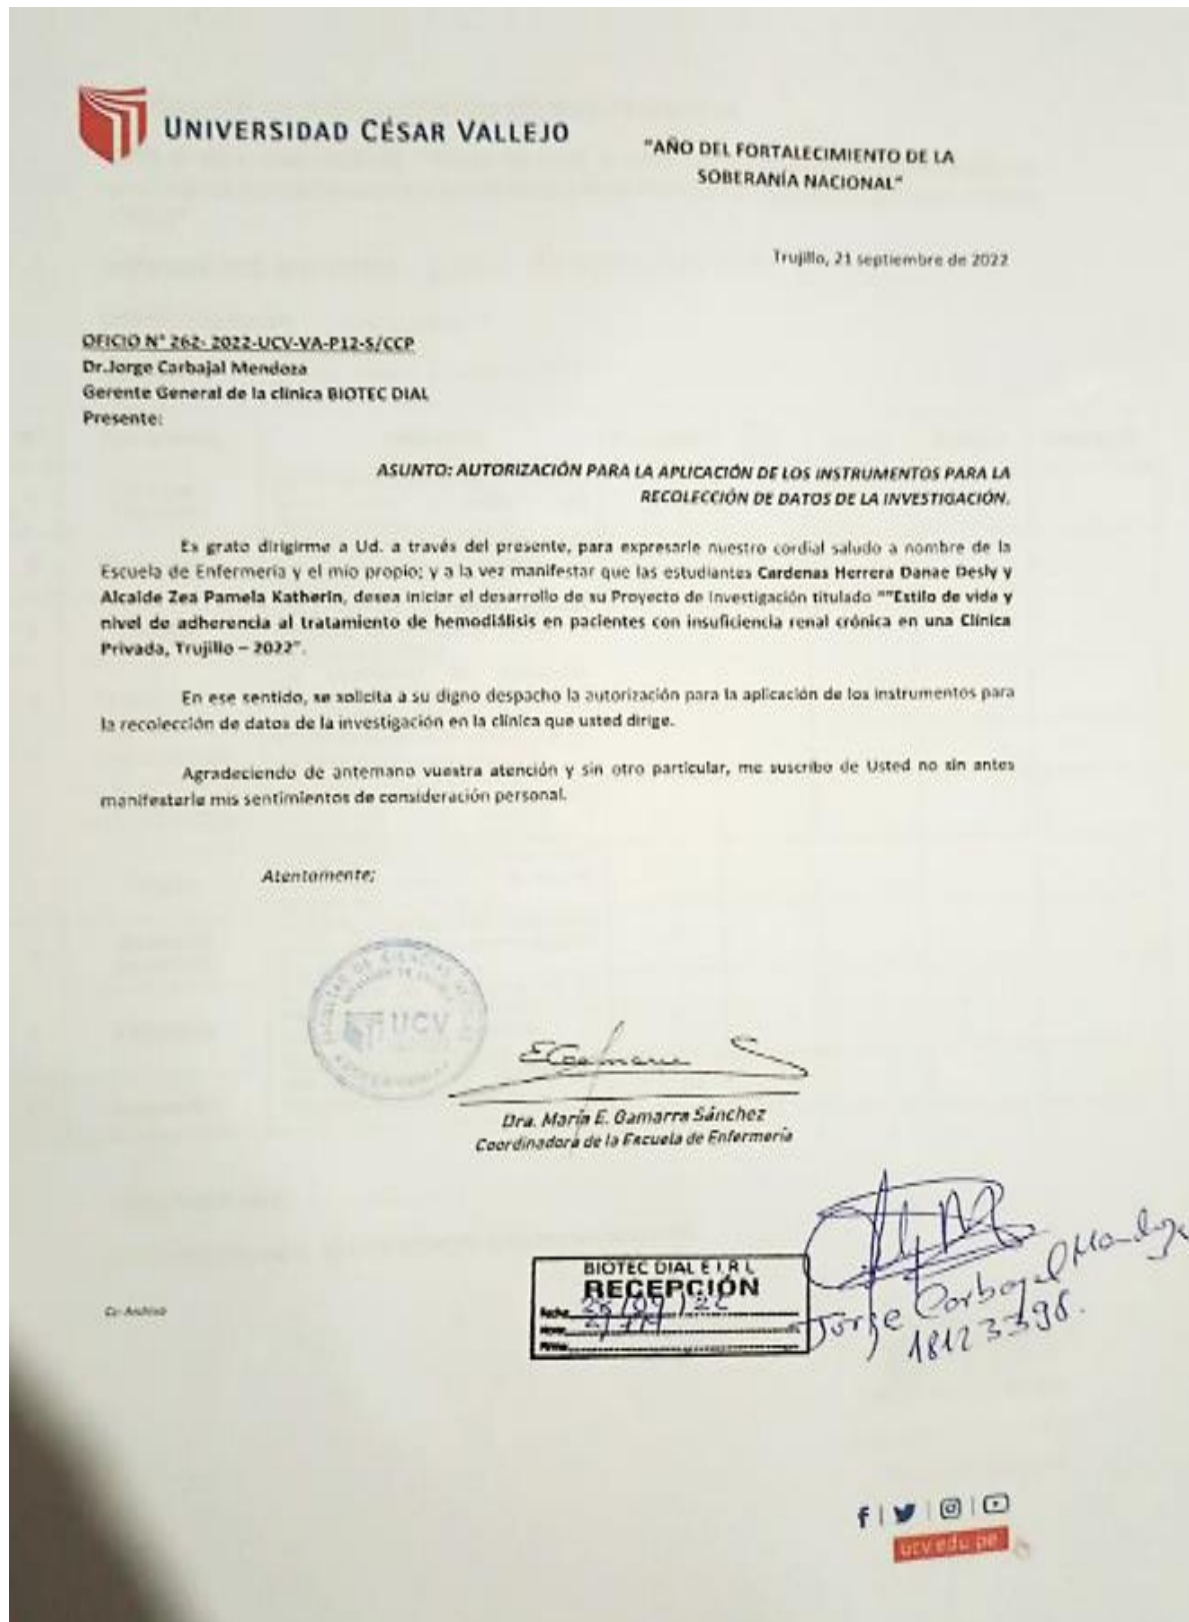 UNIVERSIDAD CÉSAR VALLEJO
"AÑO DEL FORTALECIMIENTO DE LA
SOBERANÍA NACIONAL"
Trujillo, 21 septiembre de 2022
OFICIO N° 262- 2022-UCV-VA-P12-S/CCP
Dr.Jorge Carbajal Mendoza
Gerente General de la clínica BIOTEC DIAL
Presente:
ASUNTO: AUTORIZACIÓN PARA LA APLICACIÓN DE LOS INSTRUMENTOS PARA LA
RECOLECCIÓN DE DATOS DE LA INVESTIGACIÓN.
Es grato dirigirme a Ud. a través del presente, para expresarle nuestro cordial saludo a nombre de la
Escuela de Enfermería y el mío propio; y a la vez manifestar que las estudiantes Cardenas Herrera Danae Desly y
Alcalde Zea Pamela Katherin, desea iniciar el desarrollo de su Proyecto de Investigación titulado ""Estilo de vida y
nivel de adherencia al tratamiento de hemodiálisis en pacientes con insuficiencia renal crónica en una Clínica
Privada, Trujillo – 2022".
En ese sentido, se solicita a su digno despacho la autorización para la aplicación de los instrumentos para
la recolección de datos de la investigación en la clínica que usted dirige.
Agradeciendo de antemano vuestra atención y sin otro particular, me suscribo de Usted no sin antes
manifestarle mis sentimientos de consideración personal.
Atentamente;
UCV
Dra. María E. Gamarra Sánchez
Coordinadora de la Escuela de Enfermería
BIOTEC DIAL E.I.R.L
RECEPCIÓN
Fecha
Hora
Firma
Jorge Carbajal Mendoza
18123398.
Cc- Archivo
ucv.edu.pe